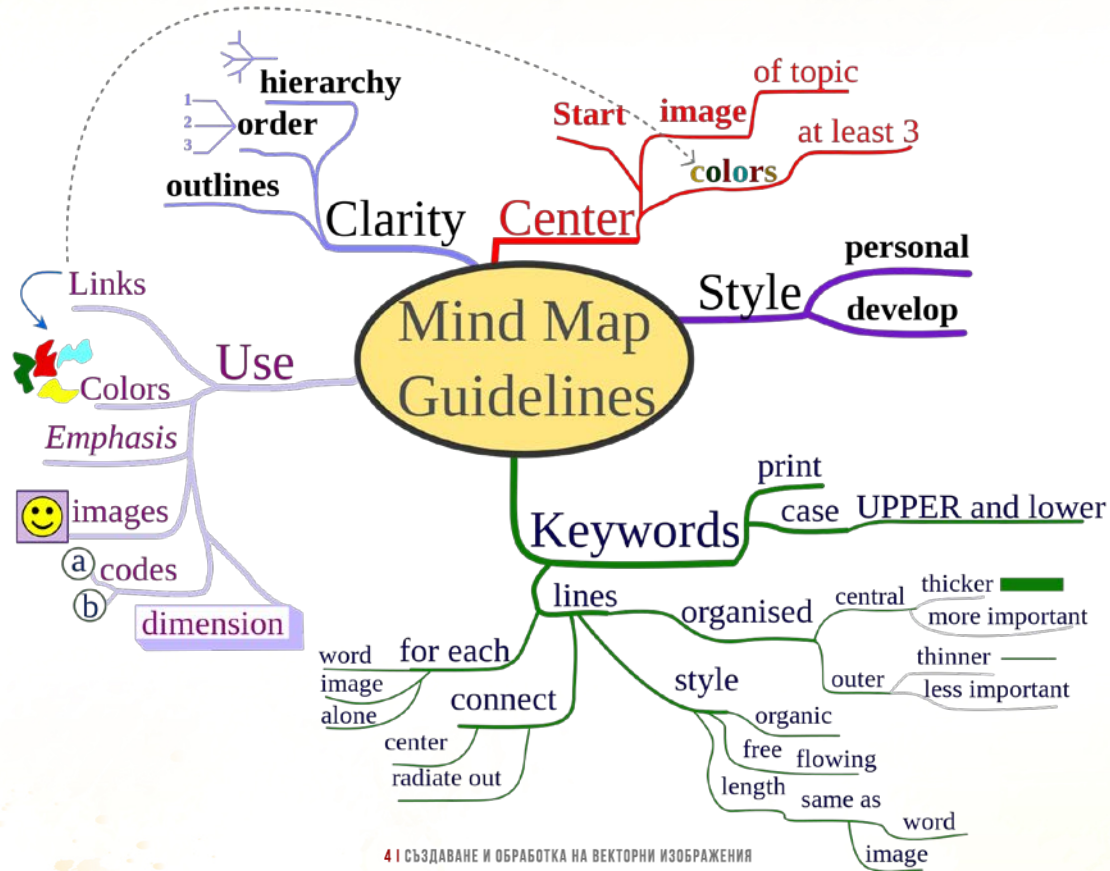 Mind Map
Guidelines
Clarity
hierarchy
order
1
2
3
outlines
Center
Start
image
of topic
colors
at least 3
Style
personal
develop
Use
Links
Colors
Emphasis
images
codes
a
b
dimension
Keywords
print
case
UPPER and lower
lines
organised
central
thicker
more important
outer
thinner
less important
for each
word
image
alone
connect
center
radiate out
style
organic
free
flowing
length
same as
word
image
4 | СЪЗДАВАНЕ И ОБРАБОТКА НА ВЕКТОРНИ ИЗОБРАЖЕНИЯ